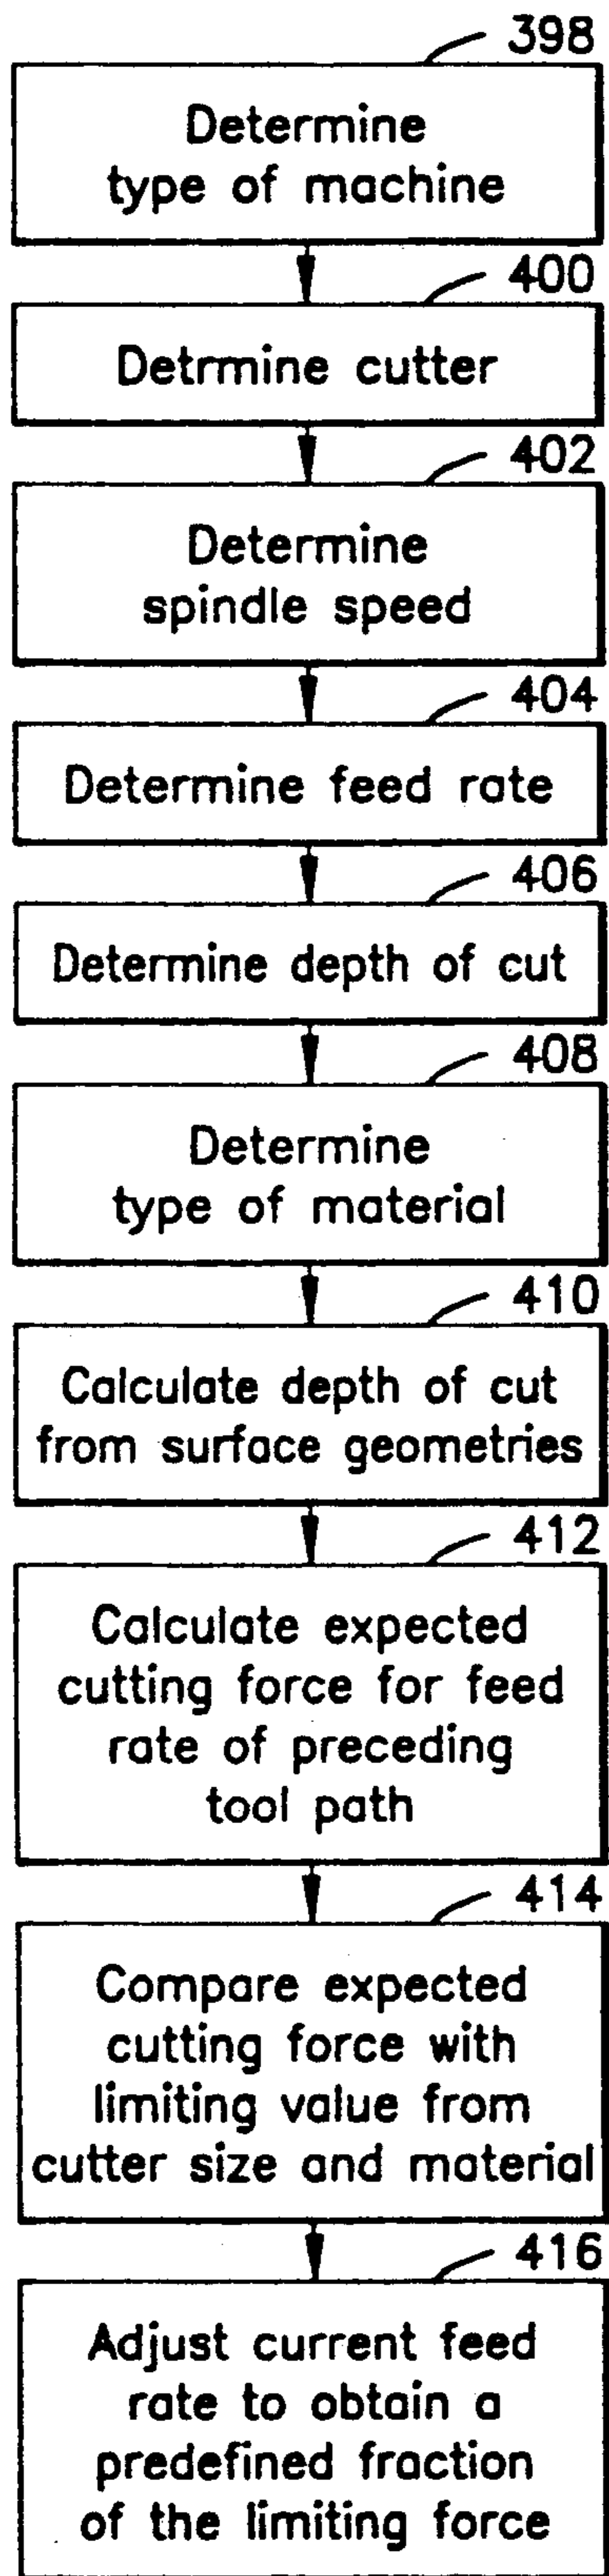 398
Determine
type of machine
400
Detrmine cutter
402
Determine
spindle speed
404
Determine feed rate
406
Determine depth of cut
408
Determine
type of material
410
Calculate depth of cut
from surface geometries
412
Calculate expected
cutting force for feed
rate of preceding
tool path
414
Compare expected
cutting force with
limiting value from
cutter size and material
416
Adjust current feed
rate to obtain a
predefined fraction
of the limiting force